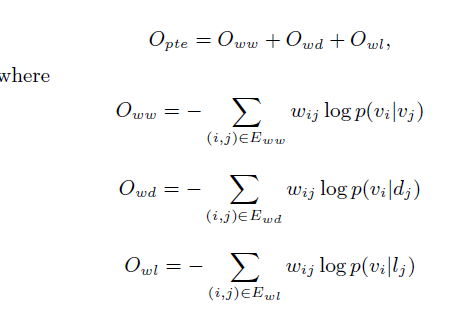 O_{pte} = O_{ww} + O_{wd} + O_{wl},
where
O_{ww} = - \sum_{(i,j)\in E_{ww}} w_{ij} \log p(v_i|v_j)
O_{wd} = - \sum_{(i,j)\in E_{wd}} w_{ij} \log p(v_i|d_j)
O_{wl} = - \sum_{(i,j)\in E_{wl}} w_{ij} \log p(v_i|l_j)